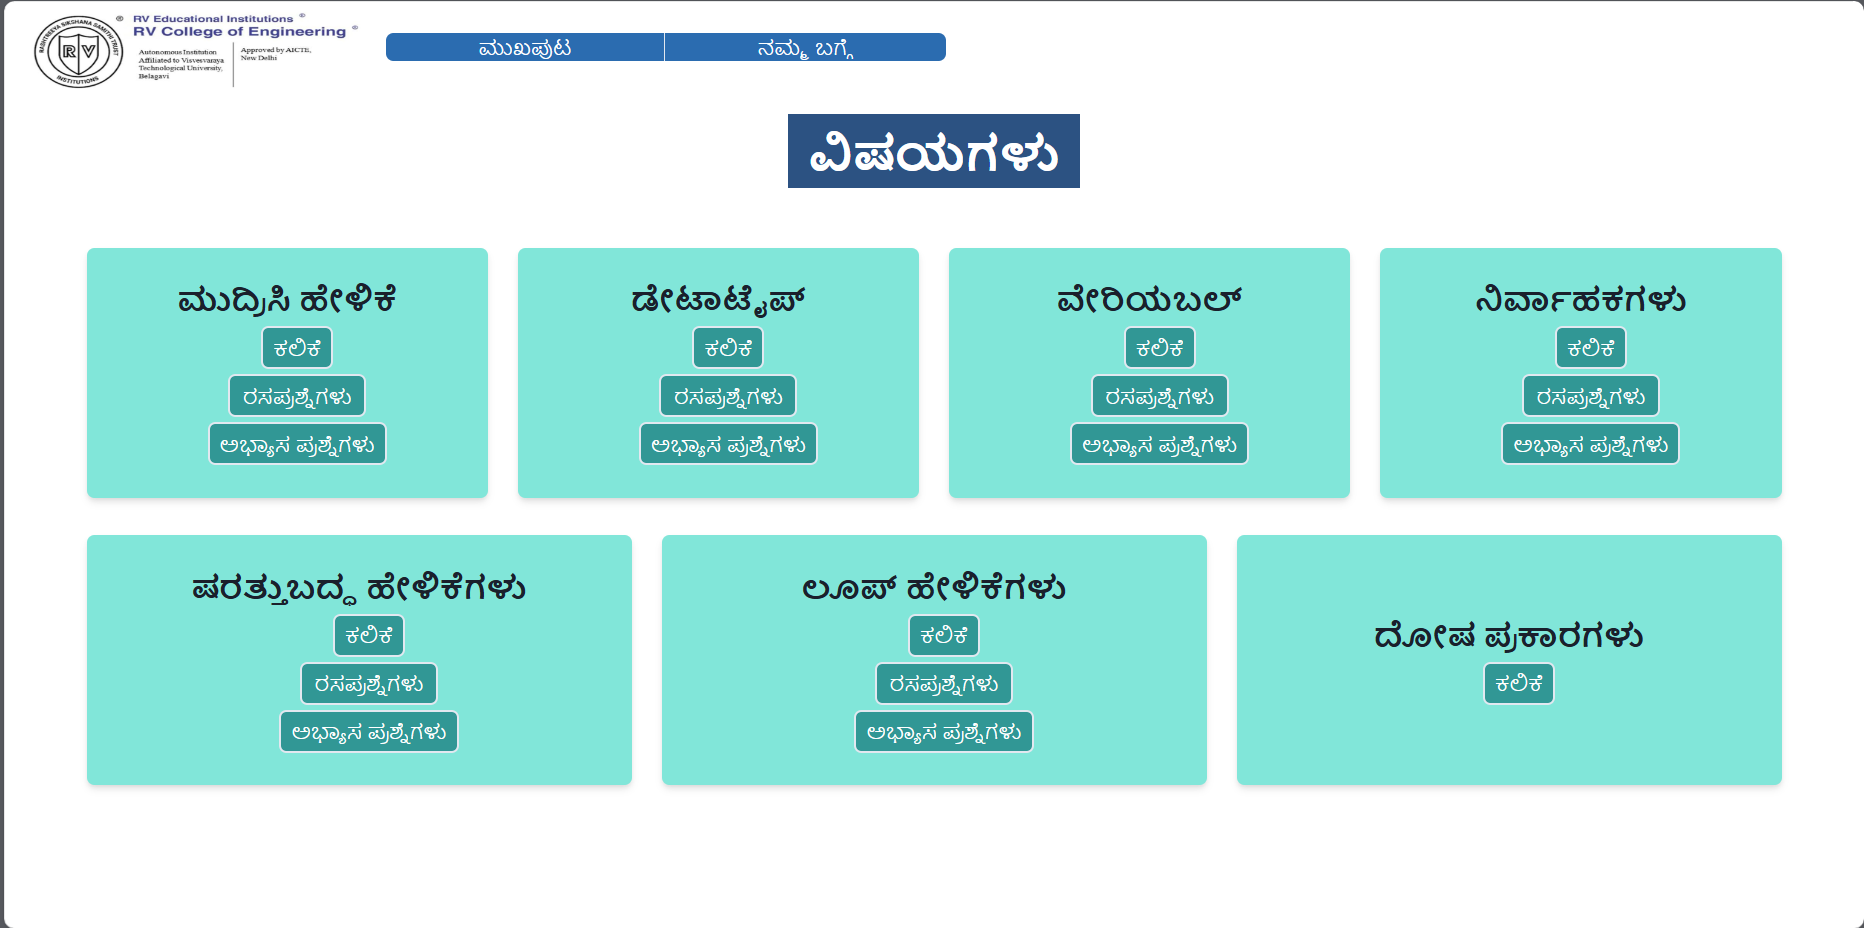 RASHTREEYA SIKSHANA SAMITHI TRUST
RV
INSTITUTIONS
RV Educational Institutions ®
RV College of Engineering ®
Autonomous Institution
Affiliated to Visvesvaraya
Technological University,
Belagavi
Approved by AICTE,
New Delhi
ಮುಖಪುಟ
ನಮ್ಮ ಬಗ್ಗೆ
ವಿಷಯಗಳು
ಮುದ್ರಿಸಿ ಹೇಳಿಕೆ
ಕಲಿಕೆ
ರಸಪ್ರಶ್ನೆಗಳು
ಅಭ್ಯಾಸ ಪ್ರಶ್ನೆಗಳು
ಡೇಟಾಟೈಪ್
ಕಲಿಕೆ
ರಸಪ್ರಶ್ನೆಗಳು
ಅಭ್ಯಾಸ ಪ್ರಶ್ನೆಗಳು
ವೇರಿಯಬಲ್
ಕಲಿಕೆ
ರಸಪ್ರಶ್ನೆಗಳು
ಅಭ್ಯಾಸ ಪ್ರಶ್ನೆಗಳು
ನಿರ್ವಾಹಕಗಳು
ಕಲಿಕೆ
ರಸಪ್ರಶ್ನೆಗಳು
ಅಭ್ಯಾಸ ಪ್ರಶ್ನೆಗಳು
ಷರತ್ತುಬದ್ಧ ಹೇಳಿಕೆಗಳು
ಕಲಿಕೆ
ರಸಪ್ರಶ್ನೆಗಳು
ಅಭ್ಯಾಸ ಪ್ರಶ್ನೆಗಳು
ಲೂಪ್ ಹೇಳಿಕೆಗಳು
ಕಲಿಕೆ
ರಸಪ್ರಶ್ನೆಗಳು
ಅಭ್ಯಾಸ ಪ್ರಶ್ನೆಗಳು
ದೋಷ ಪ್ರಕಾರಗಳು
ಕಲಿಕೆ